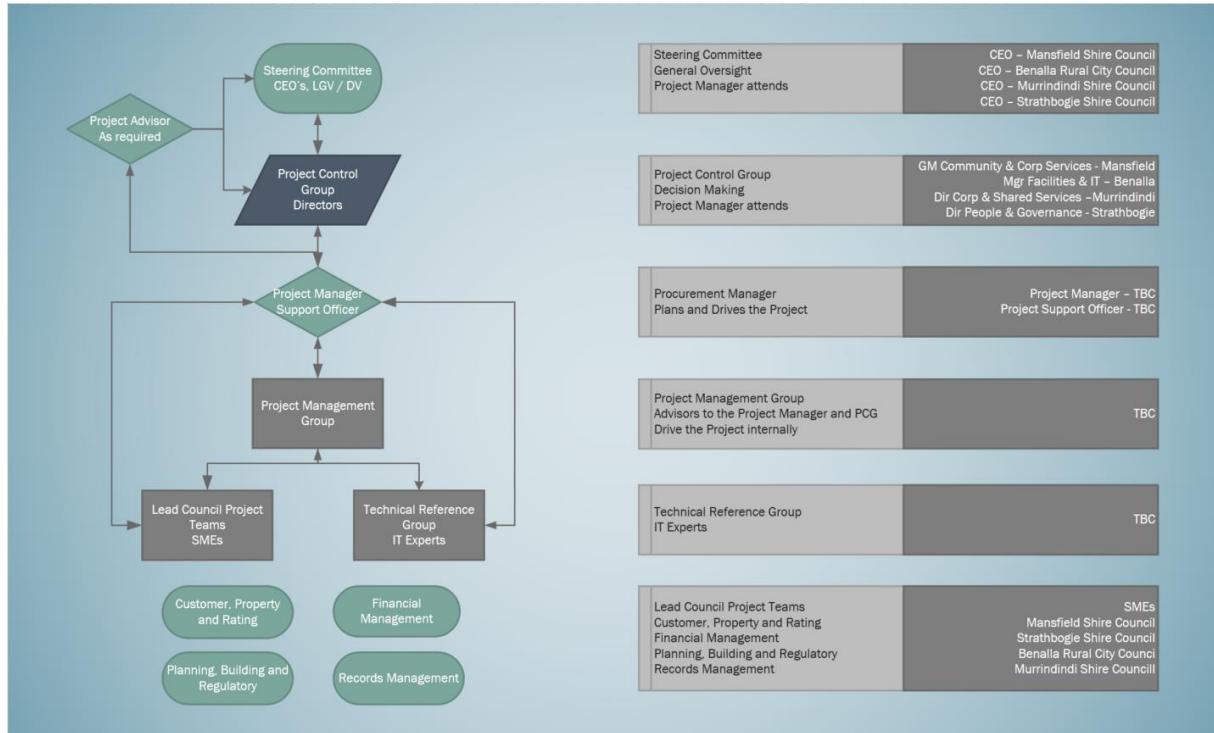 Steering Committee
CEO's, LGV / DV
Project Advisor
As required
Project Control
Group
Directors
Project Manager
Support Officer
Project Management
Group
Lead Council Project
Teams
SMEs
Technical Reference
Group
IT Experts
Customer, Property
and Rating
Financial
Management
Planning, Building and
Regulatory
Records Management
Steering Committee
General Oversight
Project Manager attends
CEO – Mansfield Shire Council
CEO – Benalla Rural City Council
CEO – Murrindindi Shire Council
CEO – Strathbogie Shire Council
Project Control Group
Decision Making
Project Manager attends
GM Community & Corp Services - Mansfield
Mgr Facilities & IT – Benalla
Dir Corp & Shared Services –Murrindindi
Dir People & Governance - Strathbogie
Procurement Manager
Plans and Drives the Project
Project Manager – TBC
Project Support Officer - TBC
Project Management Group
Advisors to the Project Manager and PCG
Drive the Project internally
TBC
Technical Reference Group
IT Experts
TBC
Lead Council Project Teams
Customer, Property and Rating
Financial Management
Planning, Building and Regulatory
Records Management
SMEs
Mansfield Shire Council
Strathbogie Shire Council
Benalla Rural City Counci
Murrindindi Shire Councill